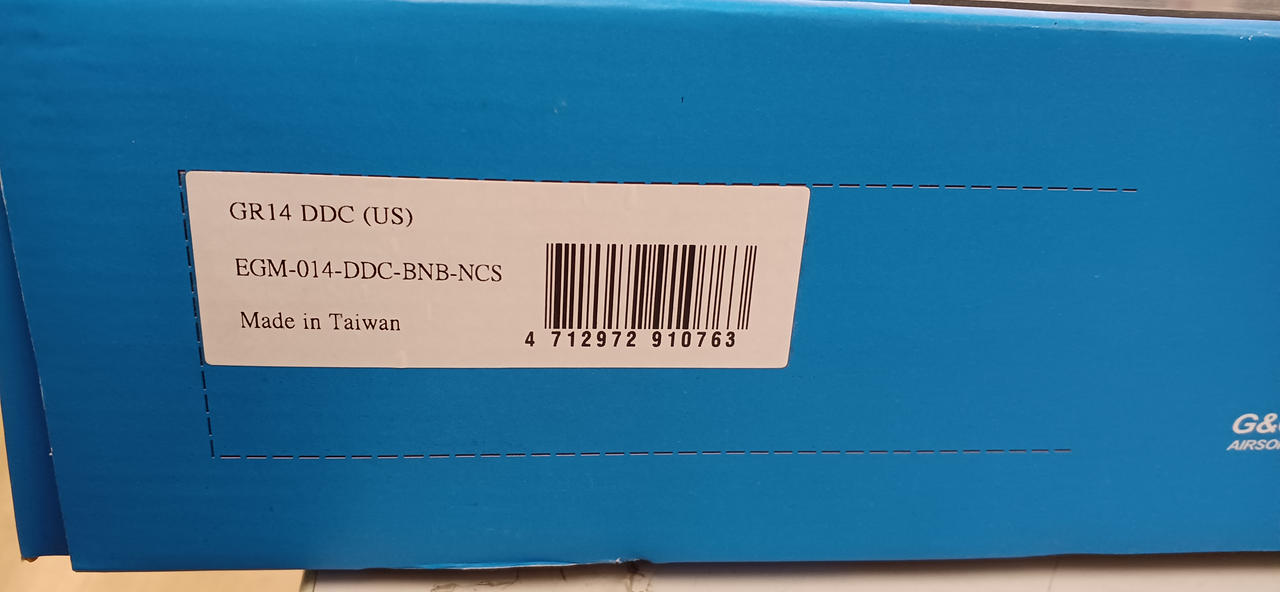 GR14 DDC (US)
EGM-014-DDC-BNB-NCS
Made in Taiwan
4 712972 910763
G&